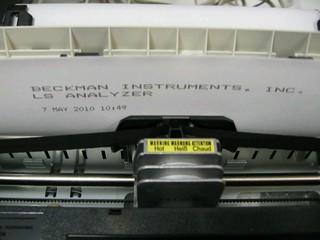 BECKMAN INSTRUMENTS, INC.
LS ANALYZER
7 MAY 2010 10:49
WARNING WARNUNG ATTENTION
Hot Heiß Chaud